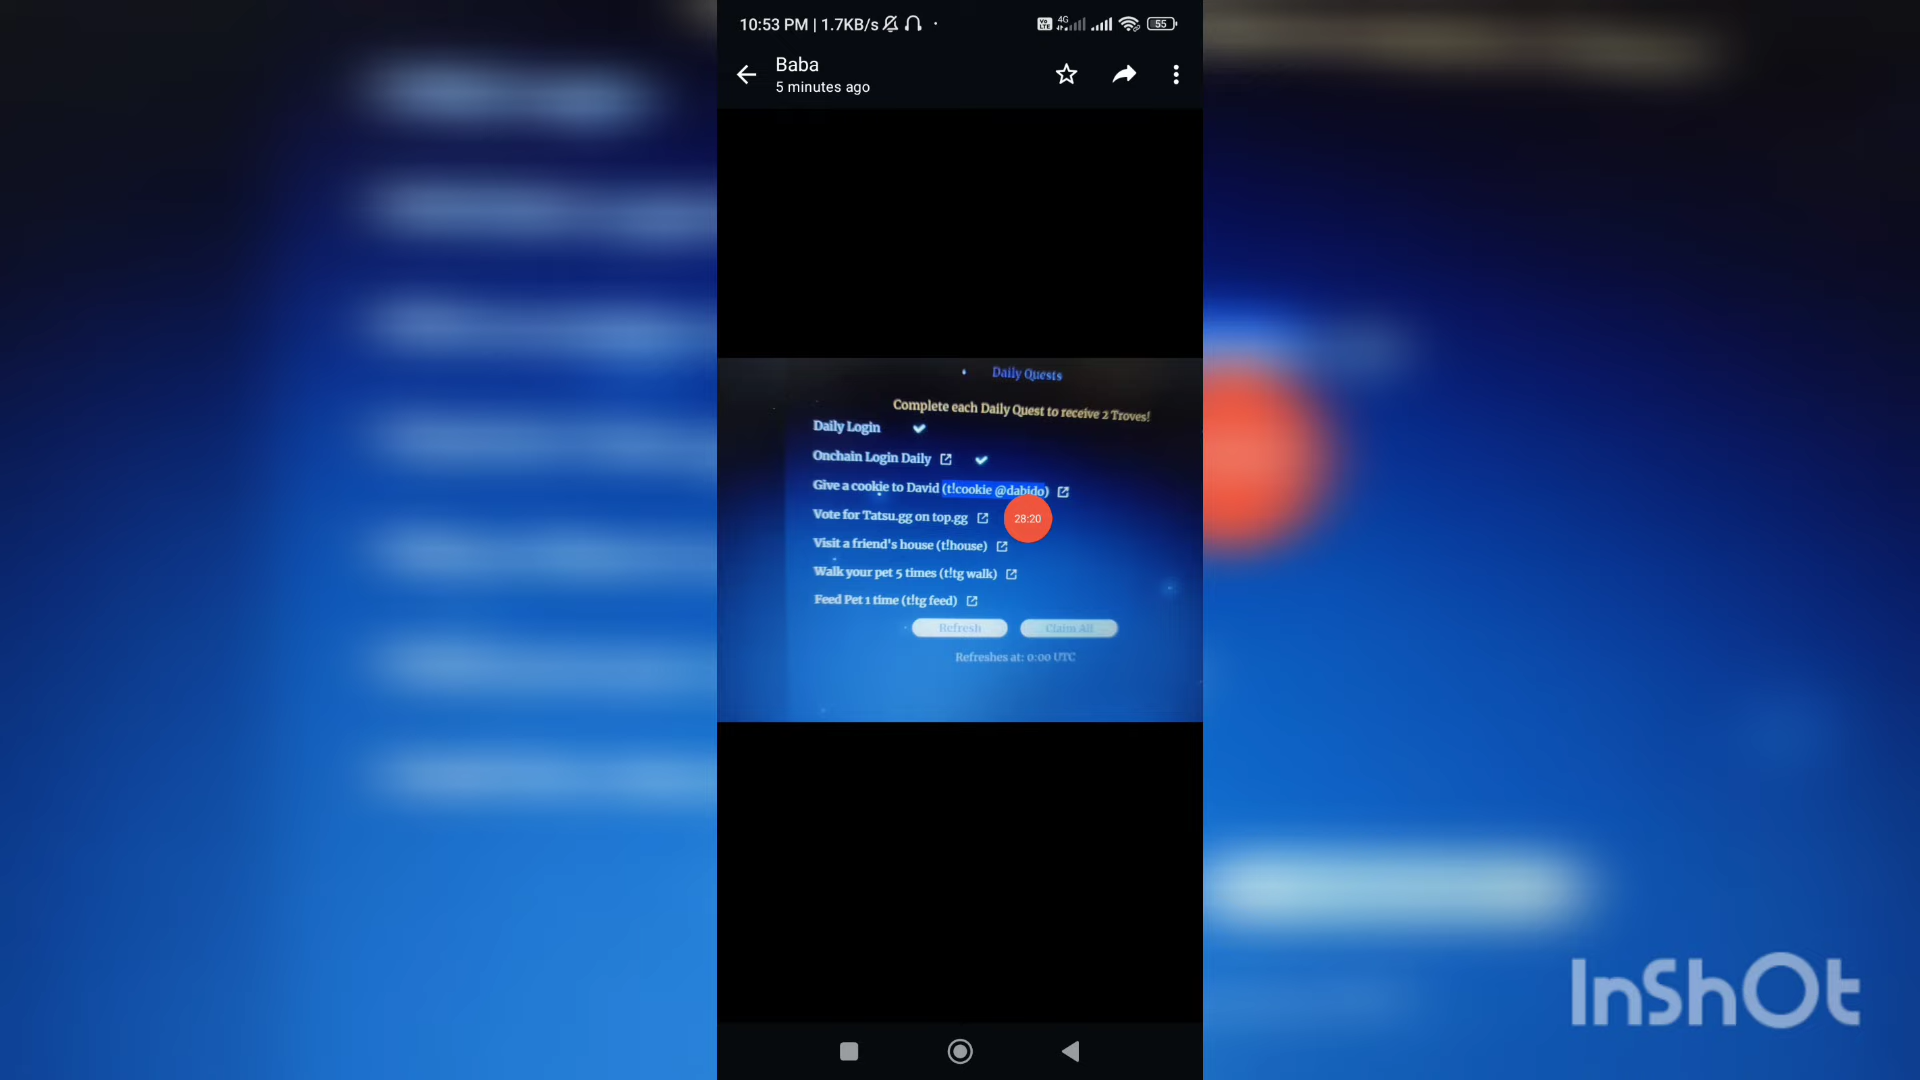 10:53 PM | 1.7KB/s
Vo LTE 4G 55
Baba
5 minutes ago
Daily Quests
Complete each Daily Quest to receive 2 Troves!
Daily Login
Onchain Login Daily
Give a cookie to David (t!cookie @dabido)
28:20
Vote for Tatsu.gg on top.gg
Visit a friend's house (t!house)
Walk your pet 5 times (t!tg walk)
Feed Pet 1 time (t!tg feed)
Refresh Claim All
Refreshes at: 0:00 UTC
InShOt